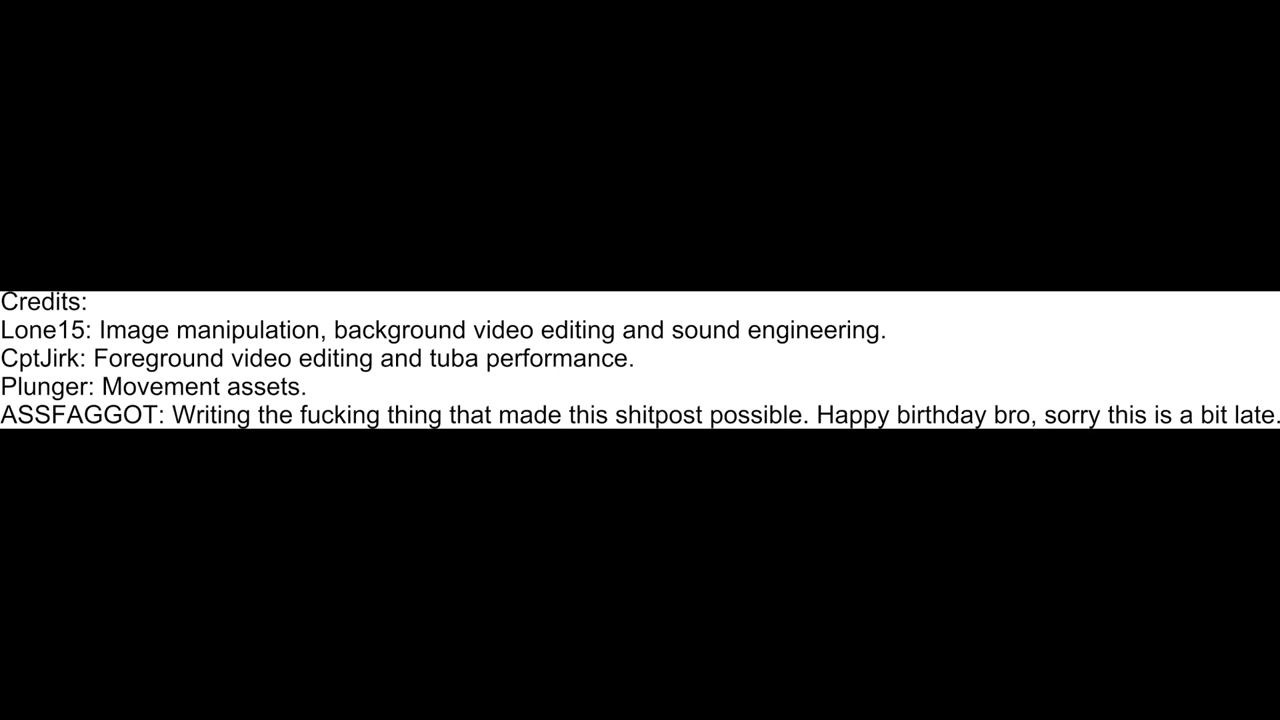 Credits:
Lone15: Image manipulation, background video editing and sound engineering.
CptJirk: Foreground video editing and tuba performance.
Plunger: Movement assets.
ASSFAGGOT: Writing the fucking thing that made this shitpost possible. Happy birthday bro, sorry this is a bit late.